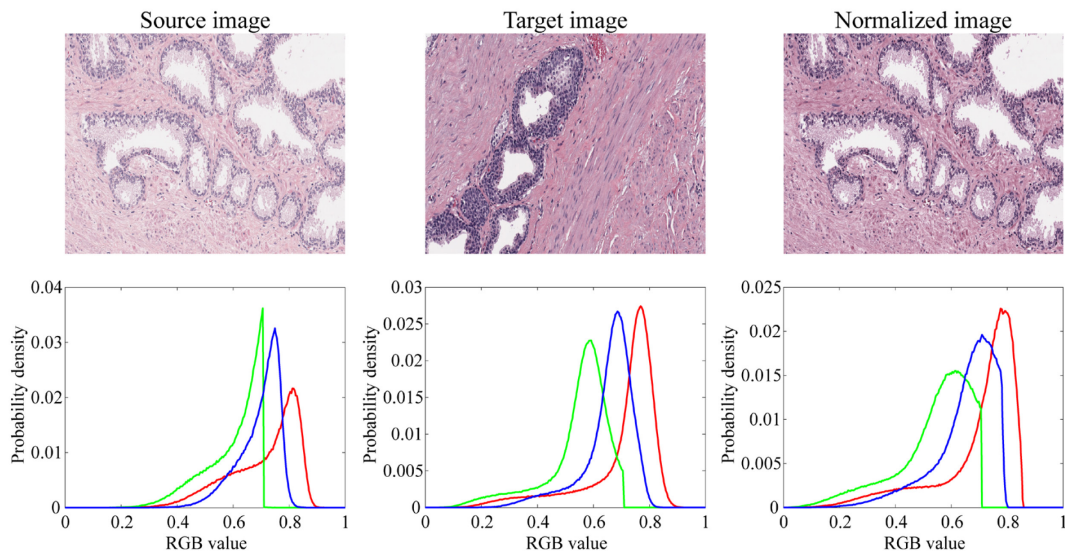 Source image
Target image
Normalized image
Probability density
0.04
0.03
0.02
0.01
0
0 0.2 0.4 0.6 0.8 1
RGB value
Probability density
0.03
0.025
0.02
0.015
0.01
0.005
0
0 0.2 0.4 0.6 0.8 1
RGB value
Probability density
0.025
0.02
0.015
0.01
0.005
0
0 0.2 0.4 0.6 0.8 1
RGB value